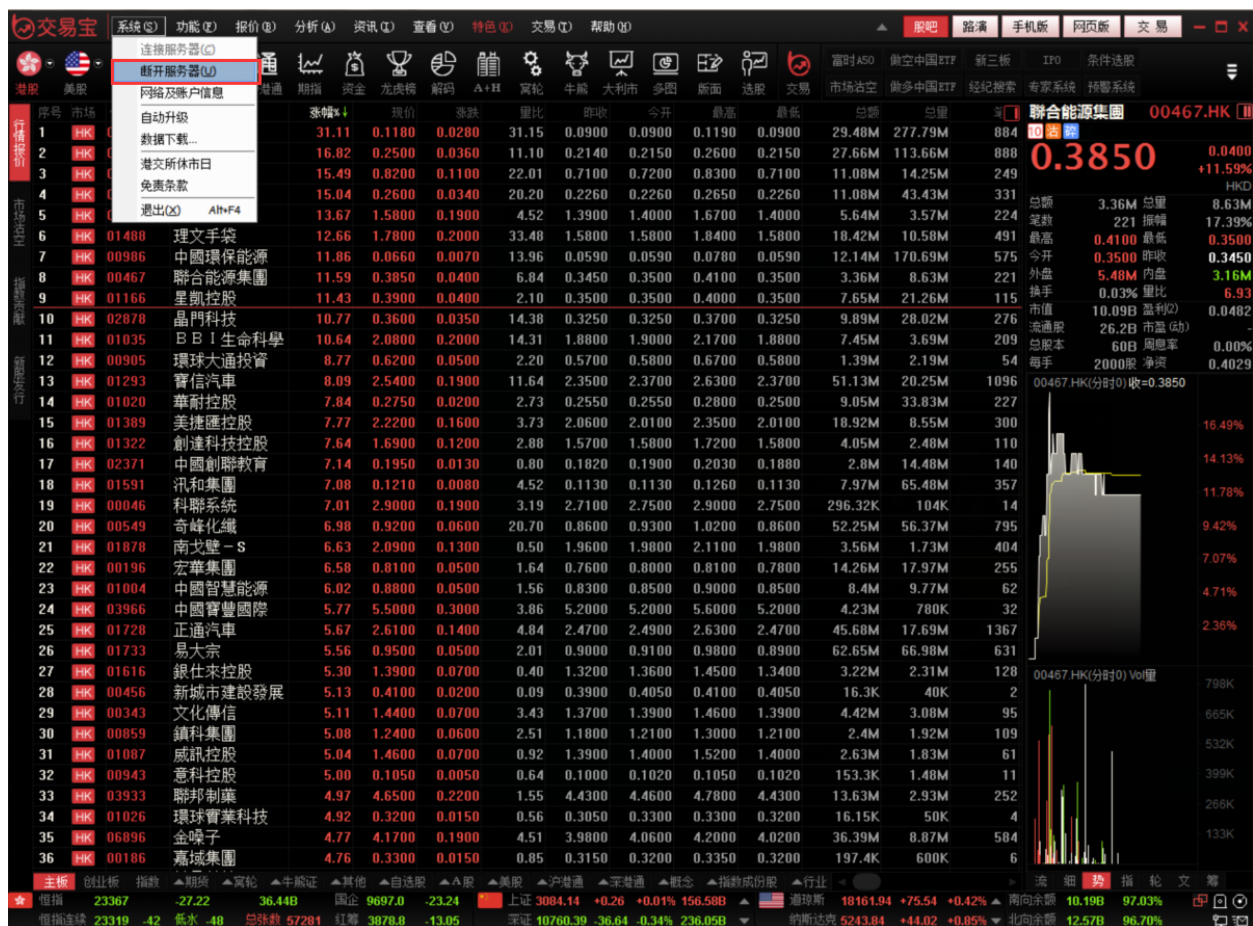 交易宝 系统(S) 功能(F) 报价(B) 分析(A) 资讯(I) 查看(V) 特色(K) 交易(T) 帮助(H) 股吧 路演 手机版 网页版 交 易
连接服务器(C)
断开服务器(U)
网络及账户信息
自动升级
数据下载...
港交所休市日
免责条款
退出(X) Alt+F4
港股 美股 港通 期指 资金 龙虎榜 解码 A+H 窝轮 牛熊 大利市 多图 版面 选股 交易
富时A50 做空中国ETF 新三板 IPO 条件选股
市场沽空 做多中国ETF 经纪搜索 专家系统 预警系统
行情报价
市场沽空
指数贡献
新股发行
序号 市场 涨幅%↓ 现价 涨跌 量比 昨收 今开 最高 最低 总额 总量
1 HK 31.11 0.1180 0.0280 31.15 0.0900 0.0900 0.1190 0.0900 29.48M 277.79M 884
2 HK 16.82 0.2500 0.0360 11.10 0.2140 0.2150 0.2600 0.2150 27.66M 113.66M 888
3 HK 15.49 0.8200 0.1100 22.01 0.7100 0.7200 0.8300 0.7100 11.08M 14.25M 249
4 HK 15.04 0.2600 0.0340 20.20 0.2260 0.2260 0.2650 0.2260 11.08M 43.43M 331
5 HK 13.67 1.5800 0.1900 4.52 1.3900 1.4000 1.6700 1.4000 5.64M 3.57M 224
6 HK 01488 理文手袋 12.66 1.7800 0.2000 33.48 1.5800 1.5800 1.8400 1.5800 18.42M 10.58M 491
7 HK 00986 中國環保能源 11.86 0.0660 0.0070 13.96 0.0590 0.0590 0.0780 0.0590 12.14M 170.69M 575
8 HK 00467 聯合能源集團 11.59 0.3850 0.0400 6.84 0.3450 0.3500 0.4100 0.3500 3.36M 8.63M 221
9 HK 01166 星凱控股 11.43 0.3900 0.0400 2.10 0.3500 0.3500 0.4000 0.3500 7.65M 21.26M 115
10 HK 02878 晶門科技 10.77 0.3600 0.0350 14.38 0.3250 0.3250 0.3700 0.3250 9.89M 28.02M 276
11 HK 01035 ＢＢＩ生命科學 10.64 2.0800 0.2000 14.31 1.8800 1.9000 2.1700 1.8800 7.45M 3.69M 209
12 HK 00905 環球大通投資 8.77 0.6200 0.0500 2.20 0.5700 0.5800 0.6700 0.5800 1.39M 2.19M 54
13 HK 01293 寶信汽車 8.09 2.5400 0.1900 11.64 2.3500 2.3700 2.6300 2.3700 51.13M 20.25M 1096
14 HK 01020 華耐控股 7.84 0.2750 0.0200 2.73 0.2550 0.2550 0.2800 0.2500 9.05M 33.83M 227
15 HK 01389 美捷匯控股 7.77 2.2200 0.1600 3.73 2.0600 2.0100 2.3500 2.0100 18.92M 8.55M 300
16 HK 01322 創達科技控股 7.64 1.6900 0.1200 2.88 1.5700 1.5800 1.7200 1.5800 4.05M 2.48M 110
17 HK 02371 中國創聯教育 7.14 0.1950 0.0130 0.80 0.1820 0.1900 0.2030 0.1880 2.8M 14.48M 140
18 HK 01591 汛和集團 7.08 0.1210 0.0080 4.52 0.1130 0.1130 0.1260 0.1130 7.97M 65.48M 357
19 HK 00046 科聯系統 7.01 2.9000 0.1900 3.19 2.7100 2.7500 2.9000 2.7500 296.32K 104K 14
20 HK 00549 奇峰化纖 6.98 0.9200 0.0600 20.70 0.8600 0.9300 1.0200 0.8600 52.25M 56.37M 795
21 HK 01878 南戈壁－S 6.63 2.0900 0.1300 0.50 1.9600 1.9800 2.1100 1.9800 3.56M 1.73M 404
22 HK 00196 宏華集團 6.58 0.8100 0.0500 1.64 0.7600 0.8000 0.8100 0.7800 14.26M 17.97M 255
23 HK 01004 中國智慧能源 6.02 0.8800 0.0500 1.56 0.8300 0.8500 0.9000 0.8500 8.4M 9.77M 62
24 HK 03966 中國寶豐國際 5.77 5.5000 0.3000 3.86 5.2000 5.2000 5.6000 5.2000 4.23M 780K 32
25 HK 01728 正通汽車 5.67 2.6100 0.1400 4.84 2.4700 2.4900 2.6300 2.4700 45.68M 17.69M 1367
26 HK 01733 易大宗 5.56 0.9500 0.0500 2.01 0.9000 0.9100 0.9800 0.8900 62.65M 66.98M 631
27 HK 01616 銀仕來控股 5.30 1.3900 0.0700 0.40 1.3200 1.3600 1.4500 1.3400 3.22M 2.31M 128
28 HK 00456 新城市建設發展 5.13 0.4100 0.0200 0.09 0.3900 0.4050 0.4100 0.4050 16.3K 40K 2
29 HK 00343 文化傳信 5.11 1.4400 0.0700 3.43 1.3700 1.3900 1.4600 1.3900 4.42M 3.08M 95
30 HK 00859 鎮科集團 5.08 1.2400 0.0600 2.51 1.1800 1.2100 1.3000 1.2100 2.4M 1.92M 109
31 HK 01087 威訊控股 5.04 1.4600 0.0700 0.92 1.3900 1.4000 1.5200 1.4000 2.63M 1.83M 61
32 HK 00943 意科控股 5.00 0.1050 0.0050 0.64 0.1000 0.1020 0.1050 0.1020 153.3K 1.48M 11
33 HK 03933 聯邦制藥 4.97 4.6500 0.2200 1.55 4.4300 4.4600 4.7800 4.4300 13.63M 2.93M 252
34 HK 01026 環球實業科技 4.92 0.3200 0.0150 0.56 0.3050 0.3300 0.3300 0.3200 16.15K 50K 4
35 HK 06896 金嗓子 4.77 4.1700 0.1900 4.51 3.9800 4.0600 4.2000 4.0200 36.39M 8.87M 584
36 HK 00186 嘉域集團 4.76 0.3300 0.0150 0.85 0.3150 0.3200 0.3350 0.3200 197.4K 600K 6
聯合能源集團 00467.HK
10 沽 碎
0.3850 0.0400
+11.59%
HKD
总额 3.36M 总量 8.63M
笔数 221 振幅 17.39%
最高 0.4100 最低 0.3500
今开 0.3500 昨收 0.3450
外盘 5.48M 内盘 3.16M
换手 0.03% 量比 6.93
市值 10.09B 盈利(2) 0.0482
流通股 26.2B 市盈(动) -
总股本 60B 周息率 0.00%
每手 2000股 净资 0.4029
00467.HK(分时0) 收=0.3850
16.49%
14.13%
11.78%
9.42%
7.07%
4.71%
2.36%
00467.HK(分时0) Vol量
798K
665K
532K
399K
266K
133K
主板 创业板 指数 ▲期货 ▲窝轮 ▲牛熊证 ▲其他 ▲自选股 ▲A股 ▲美股 ▲沪港通 ▲深港通 ▲概念 ▲指数成份股 ▲行业 流 细 势 指 轮 文 筹
恒指 23367 -27.22 36.44B 国企 9697.0 -23.24 上证 3084.14 +0.26 +0.01% 156.58B 道琼斯 18161.94 +75.54 +0.42% 南向余额 10.19B 97.03%
恒指连续 23319 -42 低水 -48 总张数 57281 红筹 3878.8 -13.05 深证 10760.39 -36.64 -0.34% 236.05B 纳斯达克 5243.84 +44.02 +0.85% 北向余额 12.57B 96.70%